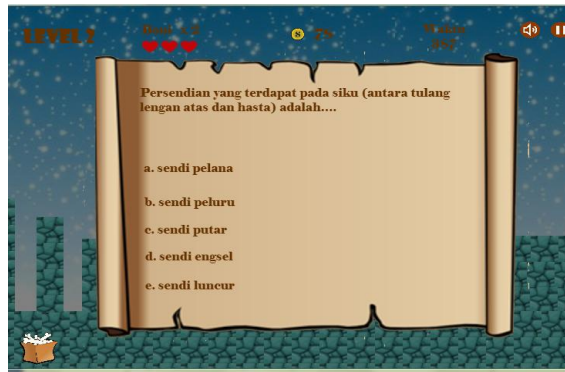 LEVEL 2
Persendian yang terdapat pada siku (antara tulang
lengan atas dan hasta) adalah....
a. sendi pelana
b. sendi peluru
c. sendi putar
d. sendi engsel
e. sendi luncur